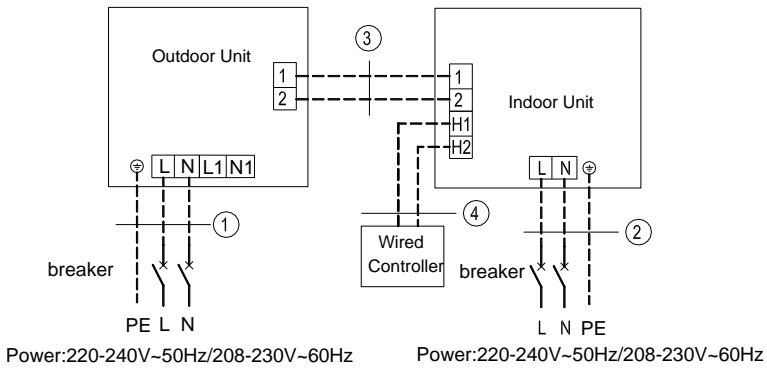 Outdoor Unit
1
2
L N L1 N1
3
Indoor Unit
1
2
H1
H2
L N
1
breaker
PE L N
Power:220-240V~50Hz/208-230V~60Hz
4
Wired
Controller
2
breaker
L N PE
Power:220-240V~50Hz/208-230V~60Hz